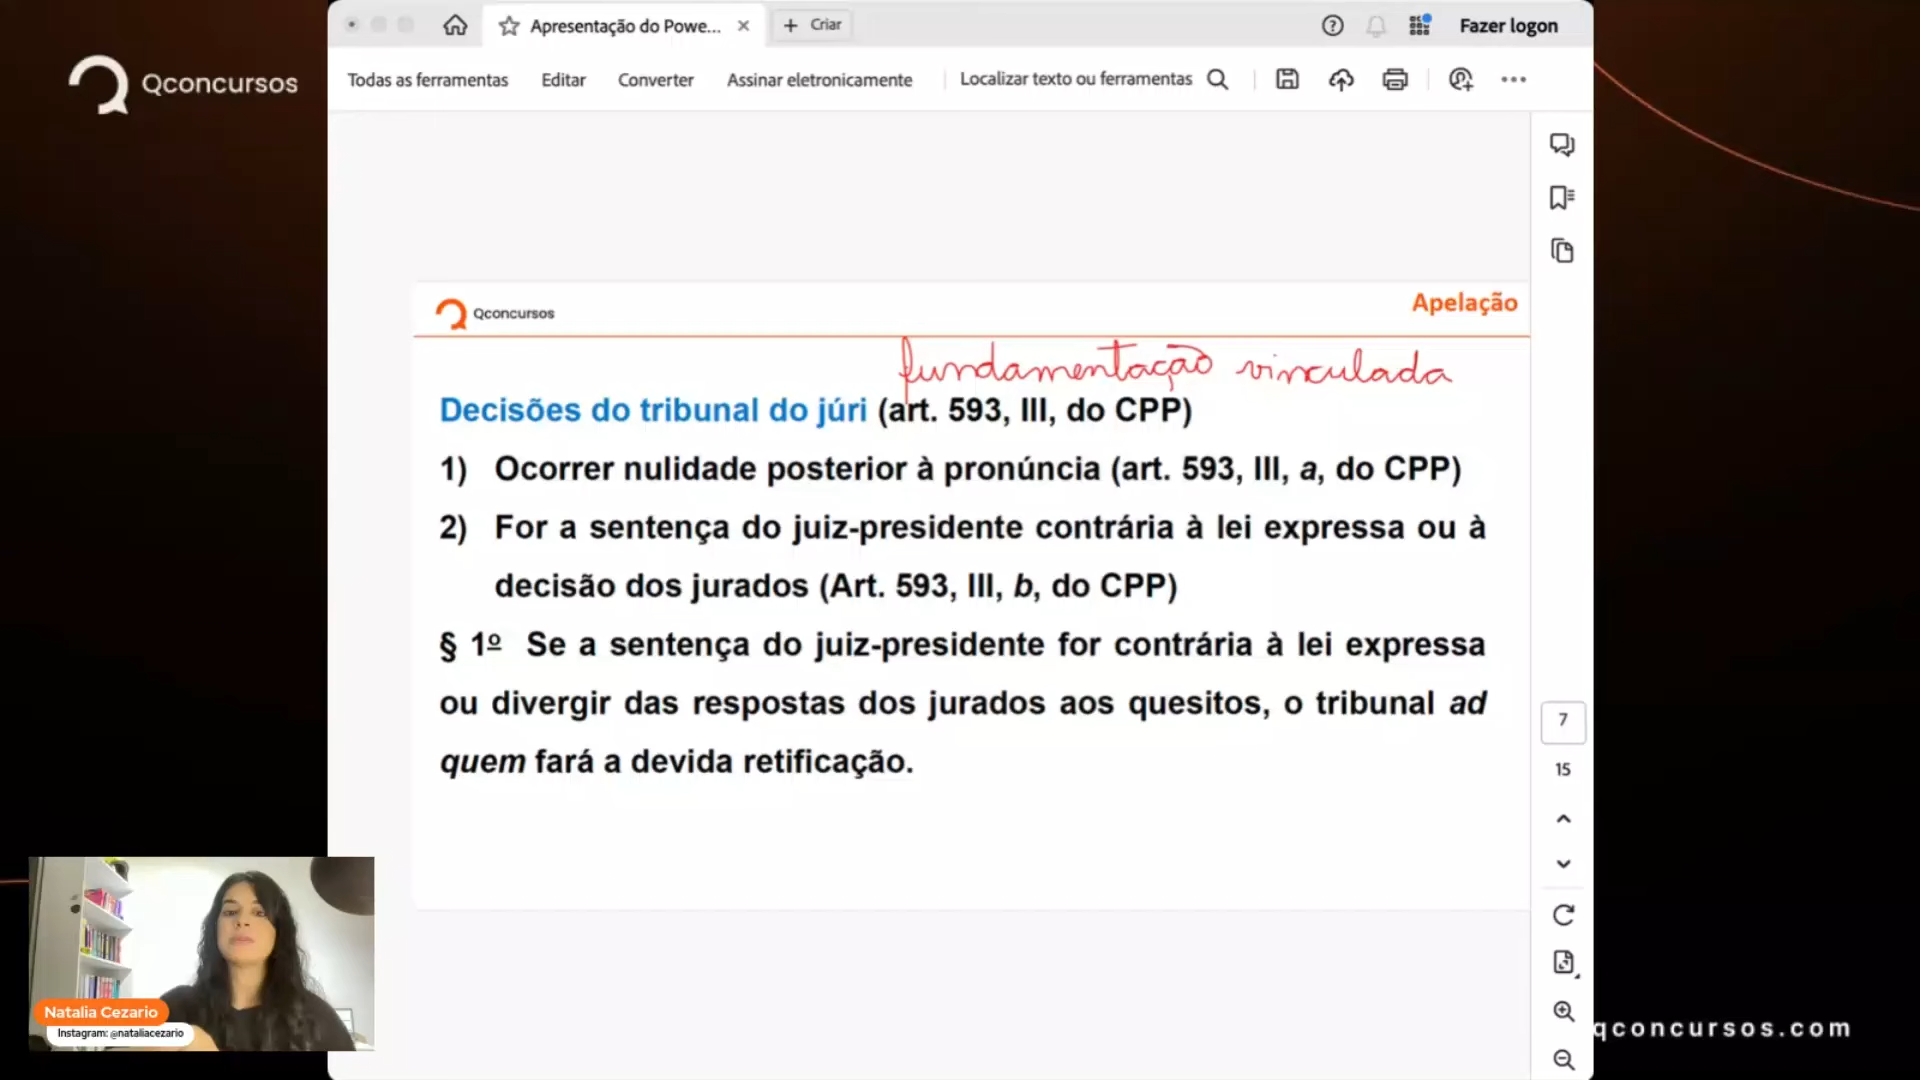 Qconcursos
Apresentação do Powe...
Criar
Fazer logon
Todas as ferramentas
Editar
Converter
Assinar eletronicamente
Localizar texto ou ferramentas
Qconcursos
Apelação
fundamentação vinculada
Decisões do tribunal do júri (art. 593, III, do CPP)
1) Ocorrer nulidade posterior à pronúncia (art. 593, III, a, do CPP)
2) For a sentença do juiz-presidente contrária à lei expressa ou à
decisão dos jurados (Art. 593, III, b, do CPP)
§ 1º Se a sentença do juiz-presidente for contrária à lei expressa
ou divergir das respostas dos jurados aos quesitos, o tribunal ad
quem fará a devida retificação.
7
15
Natalia Cezario
Instagram: @nataliacezario
qconcursos.com